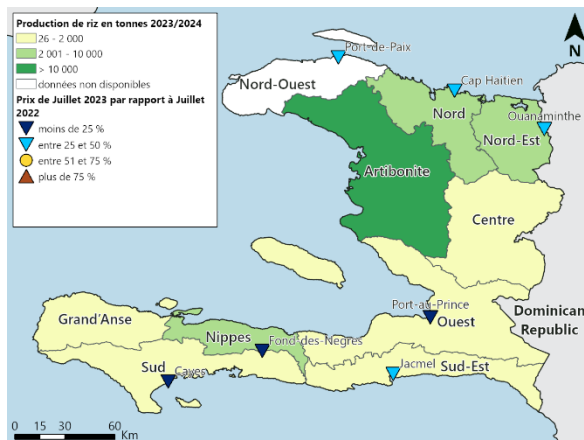 Production de riz en tonnes 2023/2024
26 - 2 000
2 001 - 10 000
> 10 000
données non disponibles
Prix de Juillet 2023 par rapport à Juillet
2022
moins de 25 %
entre 25 et 50 %
entre 51 et 75 %
plus de 75 %
N
Port-de-Paix
Nord-Ouest
Cap Haïtien
Nord
Ouanaminthe
Nord-Est
Artibonite
Centre
Port-au-Prince
Ouest
Dominican
Republic
Grand'Anse
Nippes
Fond-des-Nègres
Sud
Cayes
Jacmel
Sud-Est
0 15 30 60
Km